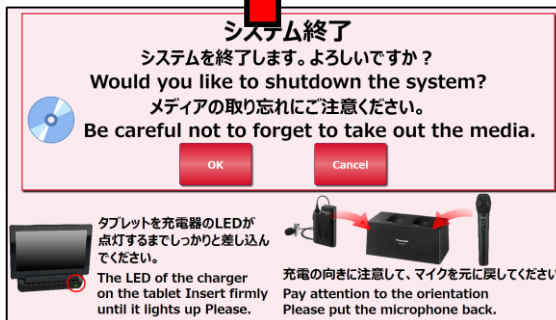 システム終了
システムを終了します。よろしいですか？
Would you like to shutdown the system?
メディアの取り忘れにご注意ください。
Be careful not to forget to take out the media.
OK
Cancel
タブレットを充電器のLEDが
点灯するまでしっかりと差し込ん
でください。
The LED of the charger
on the tablet Insert firmly
until it lights up Please.
充電の向きに注意して、マイクを元に戻してください
Pay attention to the orientation
Please put the microphone back.